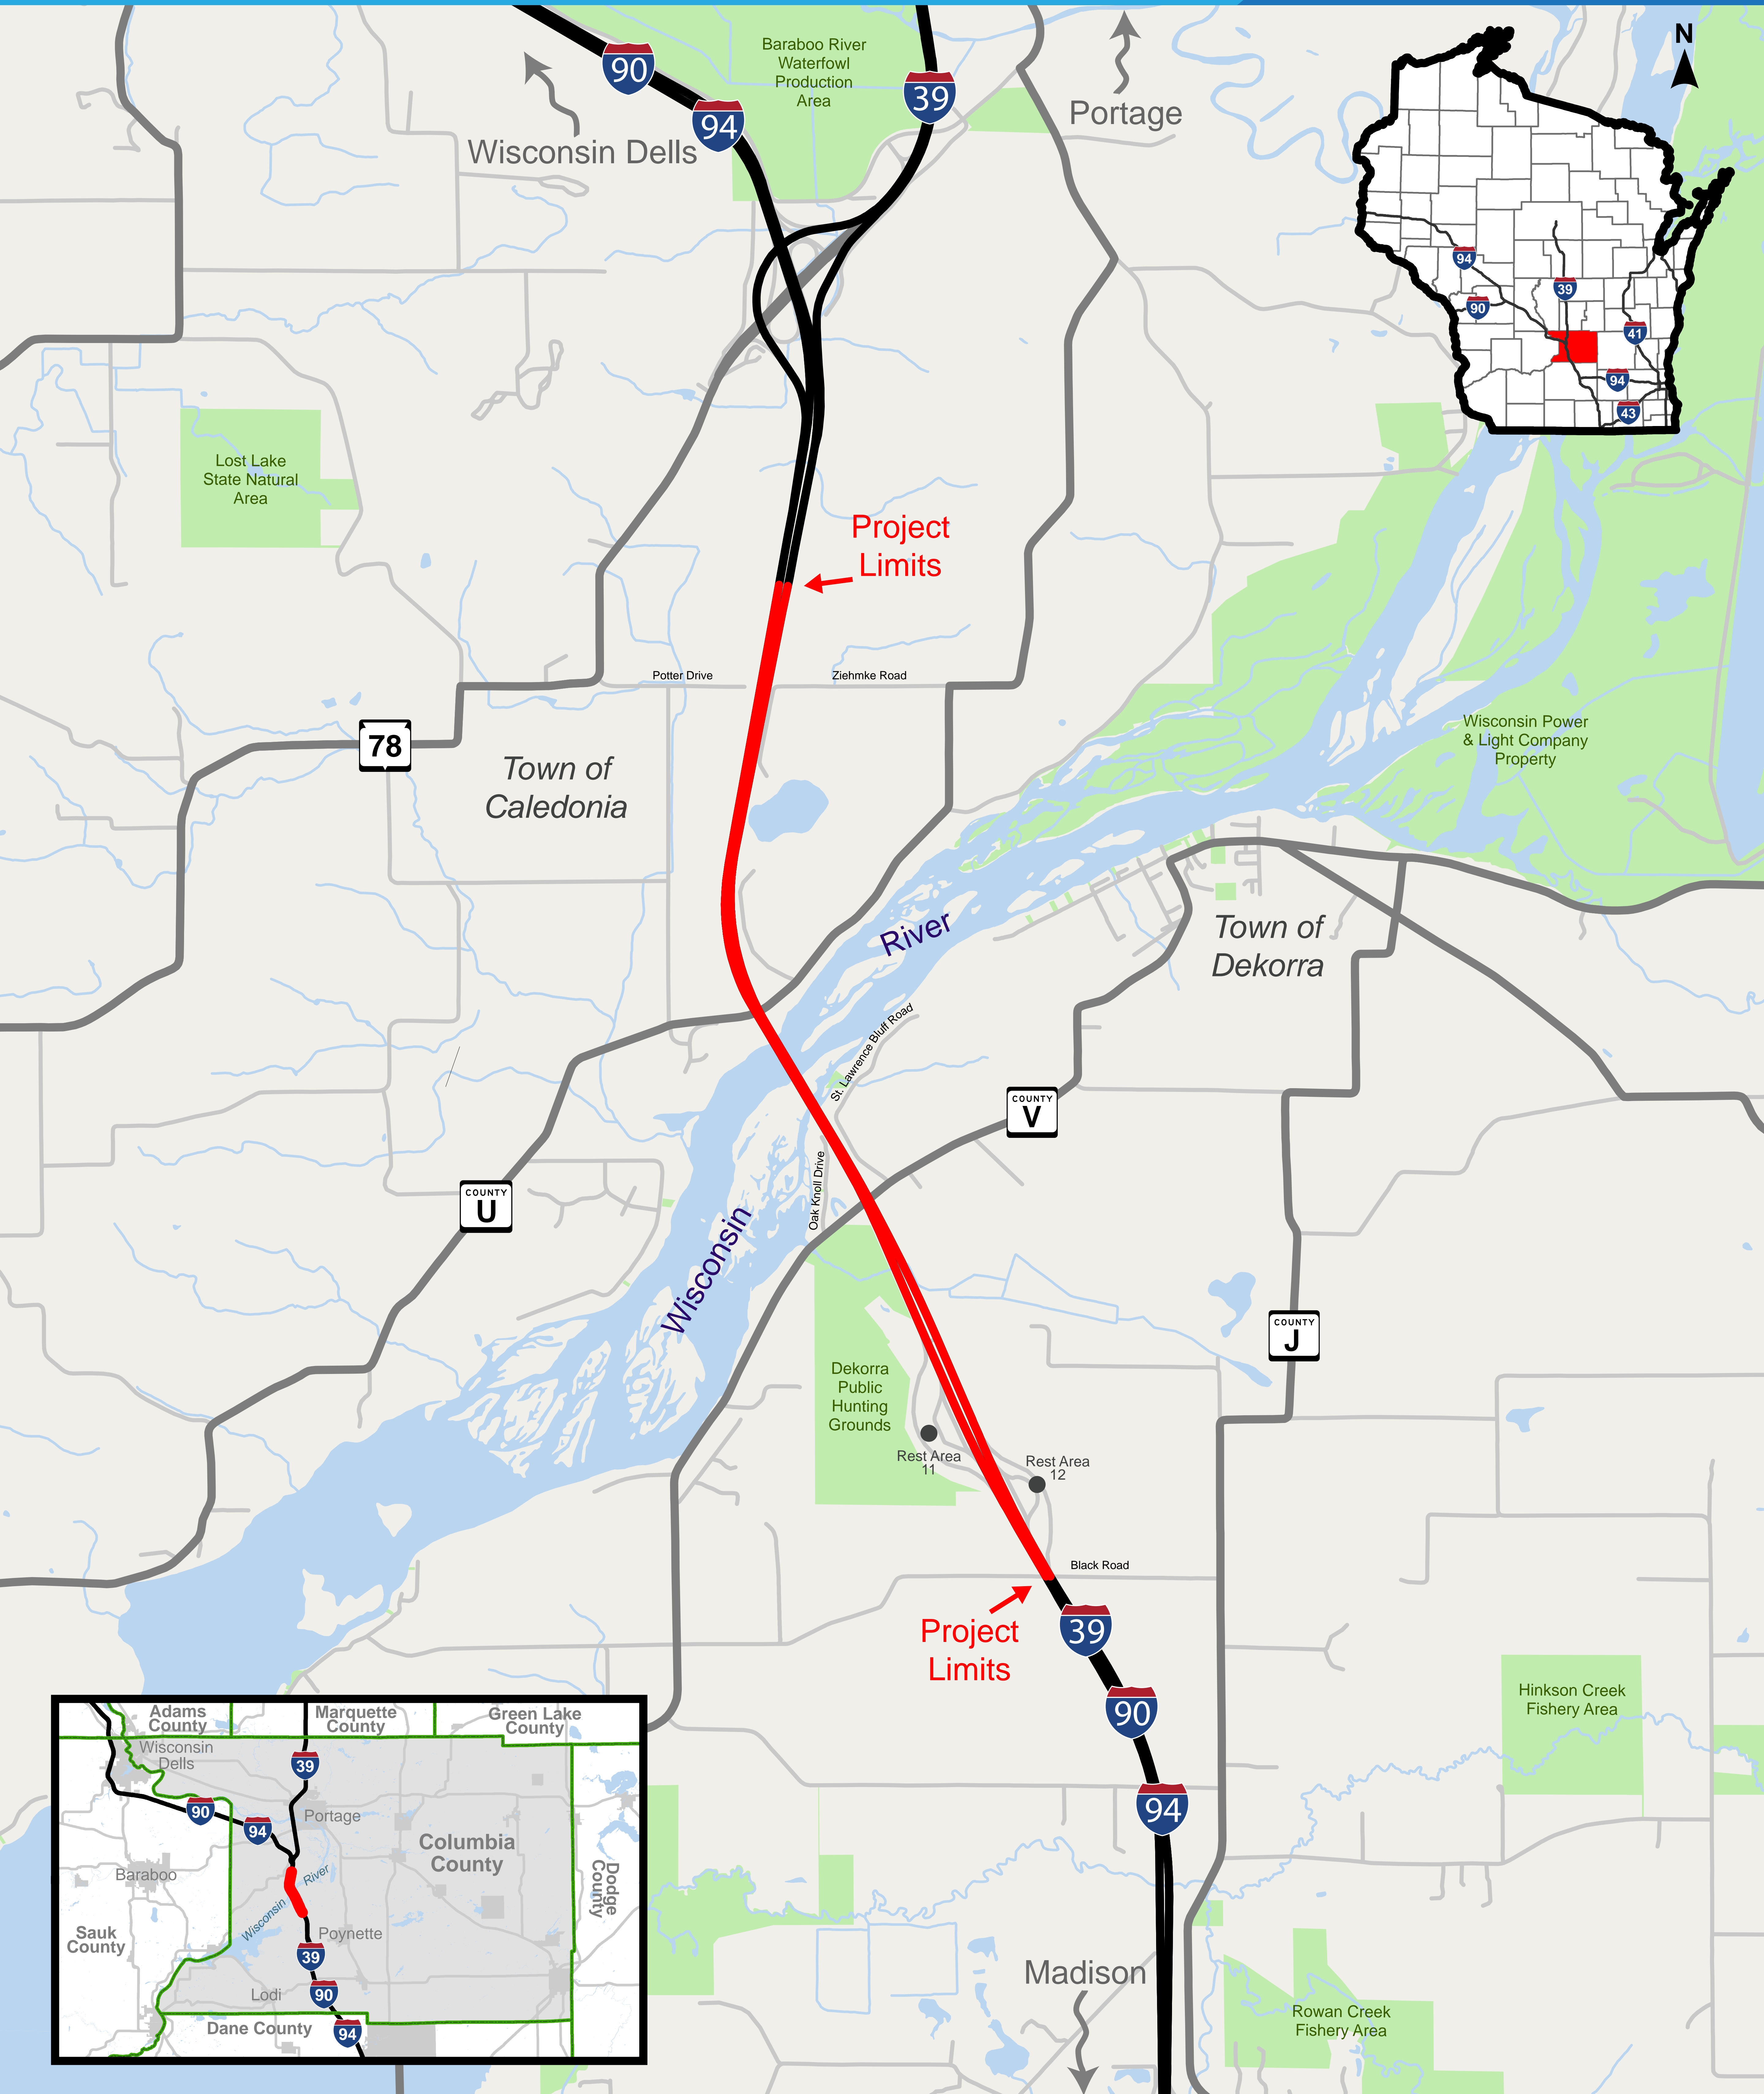 90
94
39
Baraboo River
Waterfowl
Production
Area
Wisconsin Dells
Portage
N
94
39
90
41
94
43
Lost Lake
State Natural
Area
Project
Limits
Potter Drive
Ziehmke Road
78
Town of
Caledonia
Wisconsin Power
& Light Company
Property
River
Town of
Dekorra
St. Lawrence Bluff Road
COUNTY
V
COUNTY
U
Oak Knoll Drive
Wisconsin
COUNTY
J
Dekorra
Public
Hunting
Grounds
Rest Area
11
Rest Area
12
Black Road
Project
Limits
39
90
94
Hinkson Creek
Fishery Area
Madison
Rowan Creek
Fishery Area
Adams
County
Marquette
County
Green Lake
County
Wisconsin
Dells
39
90
94
Portage
Columbia
County
Baraboo
River
Wisconsin
Dodge
County
Sauk
County
Poynette
39
90
Lodi
Dane County
94